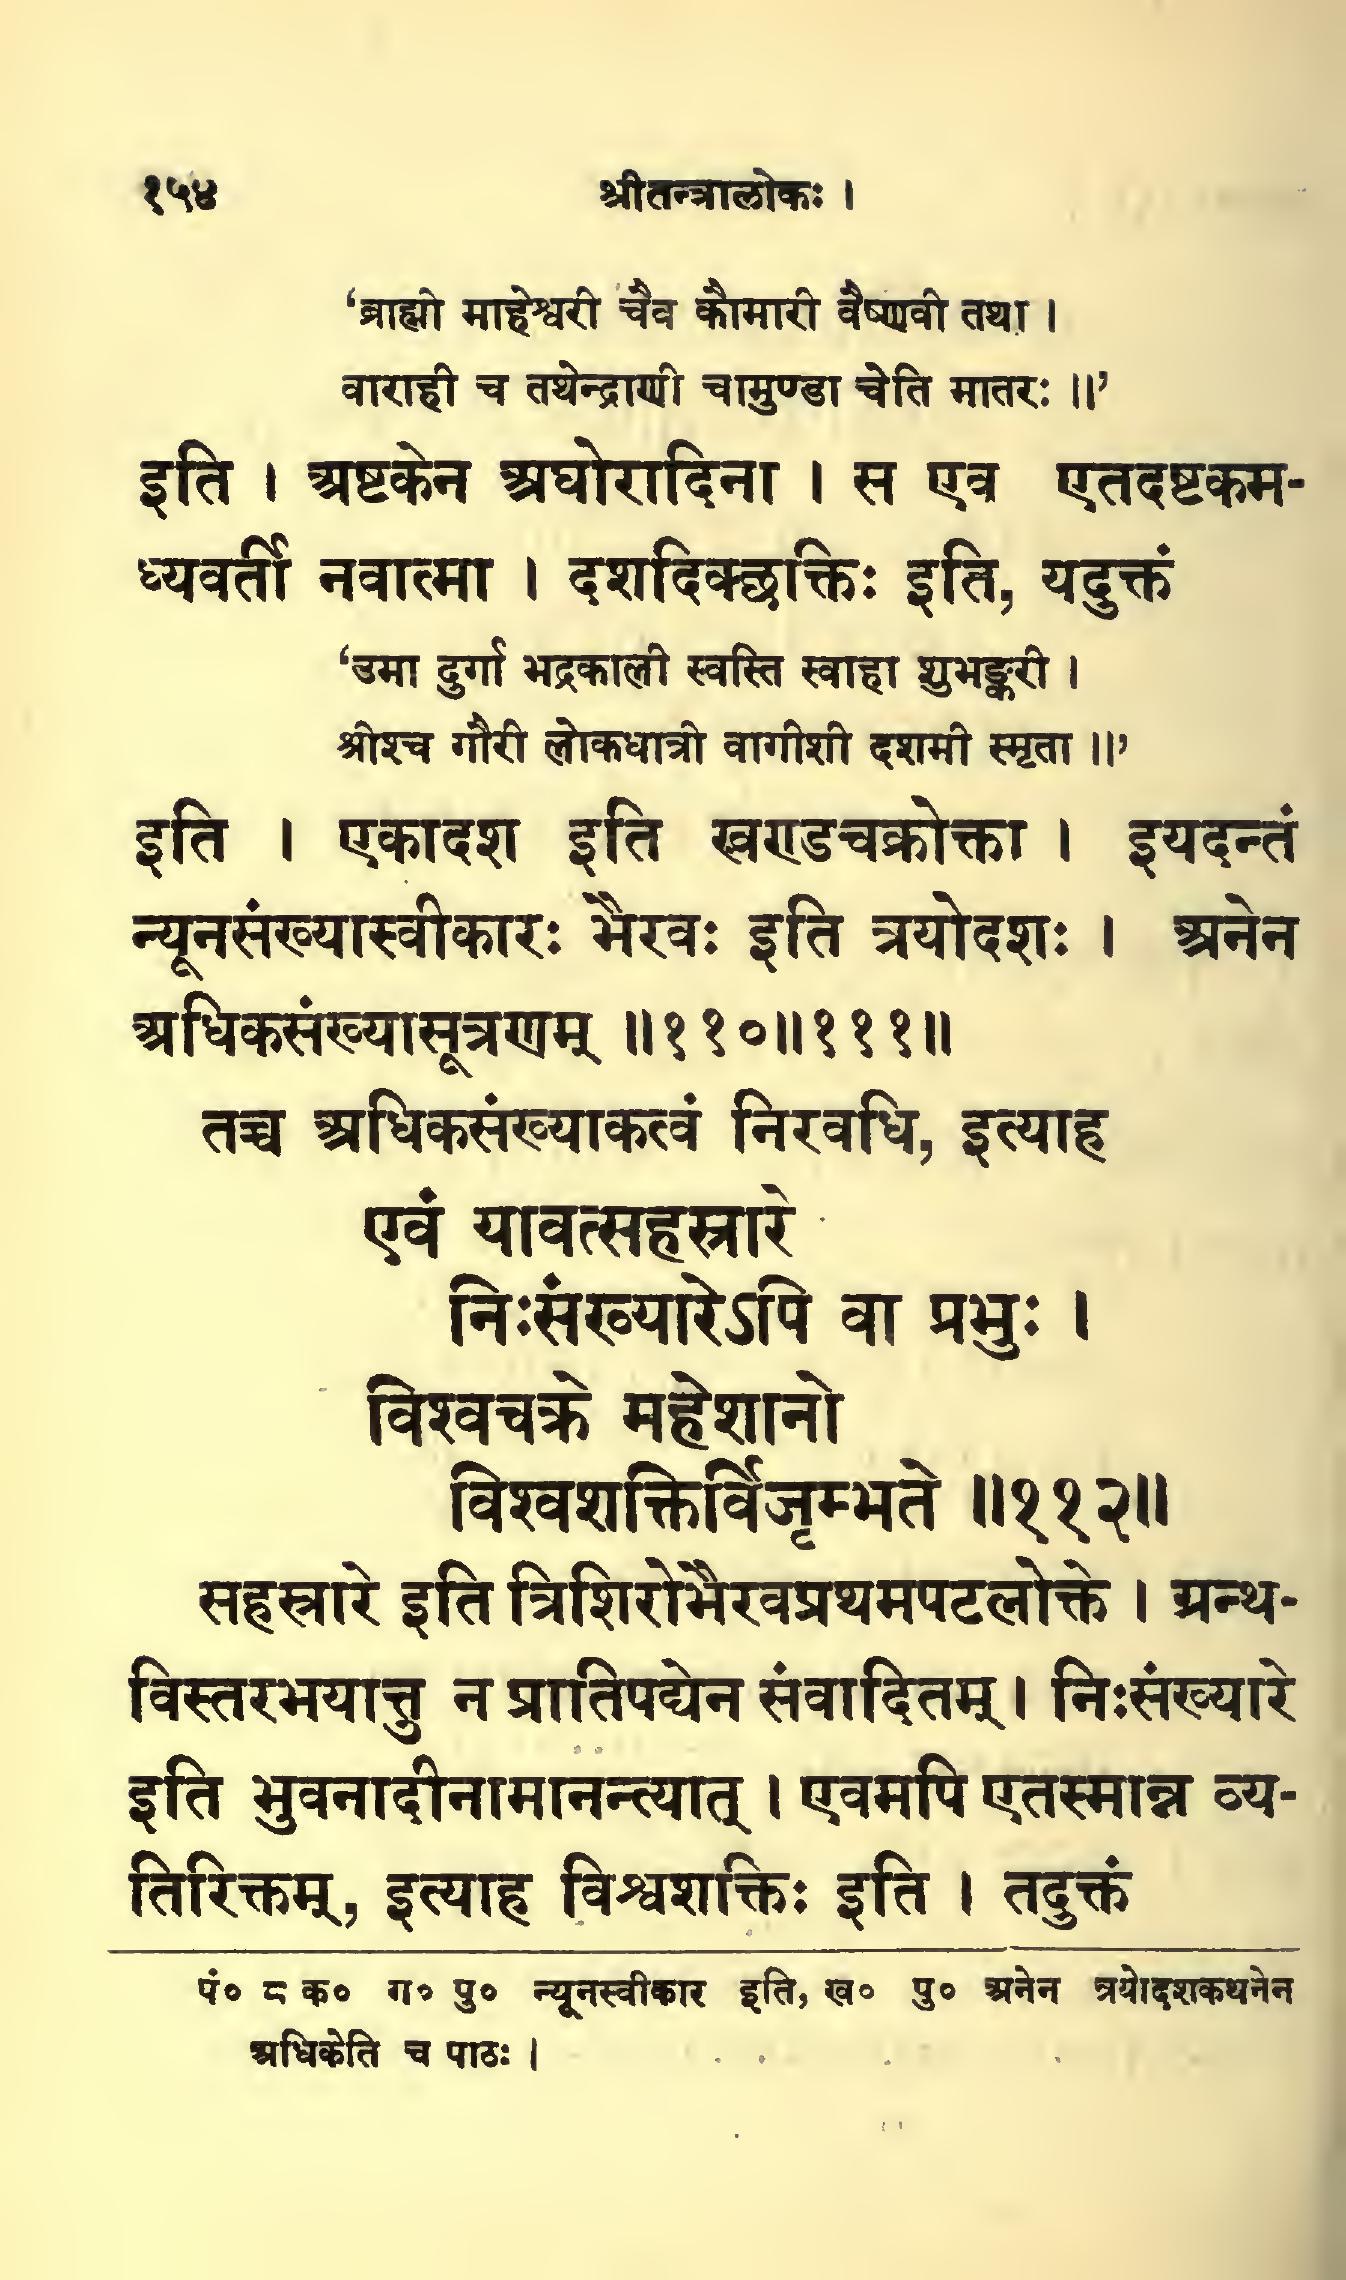 १५४ श्रीतन्त्रालोकः ।
‘ब्राह्मी माहेश्वरी चैव कौमारी वैष्णवी तथा ।
वाराही च तथेन्द्राणी चामुण्डा चेति मातरः ॥’
इति । अष्टकेन अघोरादिना । स एव एतदष्टकम-
ध्यवर्ती नवात्मा । दशदिक्छक्तिः इति, यदुक्तं
‘उमा दुर्गा भद्रकाली स्वस्ति स्वाहा शुभङ्करी ।
श्रीश्च गौरी लोकधात्री वागीशी दशमी स्मृता ॥’
इति । एकादश इति खण्डचक्रोक्ता । इयदन्तं
न्यूनसंख्यास्वीकारः भैरवः इति त्रयोदशः । अनेन
अधिकसंख्यासूत्रणम् ॥११०॥१११॥
तच्च अधिकसंख्याकत्वं निरवधि, इत्याह
एवं यावत्सहस्रारे
निःसंख्यारेऽपि वा प्रभुः ।
विश्वचक्रे महेशानो
विश्वशक्तिर्विजृम्भते ॥११२॥
सहस्रारे इति त्रिशिरोभैरवप्रथमपटलोक्ते । ग्रन्थ-
विस्तरभयात्तु न प्रातिपद्येन संवादितम् । निःसंख्यारे
इति भुवनादीनामानन्त्यात् । एवमपि एतस्मान्न व्य-
तिरिक्तम्, इत्याह विश्वशक्तिः इति । तदुक्तं
पं० ८ क० ग० पु० न्यूनस्वीकार इति, ख० पु० अनेन त्रयोदशकथनेन
अधिकेति च पाठः ।